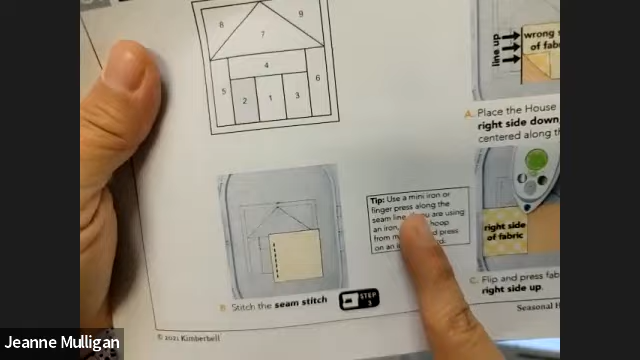 8
9
7
4
5
2
1
3
6
line up
wrong s
of fab
A. Place the House
right side down,
centered along th
Tip: Use a mini iron or
finger press along the
seam line. you are using
an iron, hoop
from m d press
on an
right side
of fabric
B. Stitch the seam stitch
STEP
3
C. Flip and press fab
right side up.
Seasonal H
© 2021 Kimberbell
Jeanne Mulligan